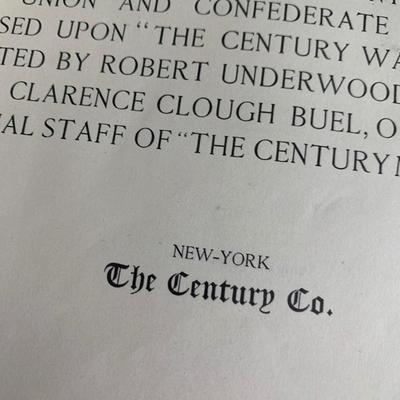 UNION AND CONFEDERATE
SED UPON "THE CENTURY WA
TED BY ROBERT UNDERWOOD
CLARENCE CLOUGH BUEL, O
AL STAFF OF "THE CENTURY M
NEW-YORK
The Century Co.